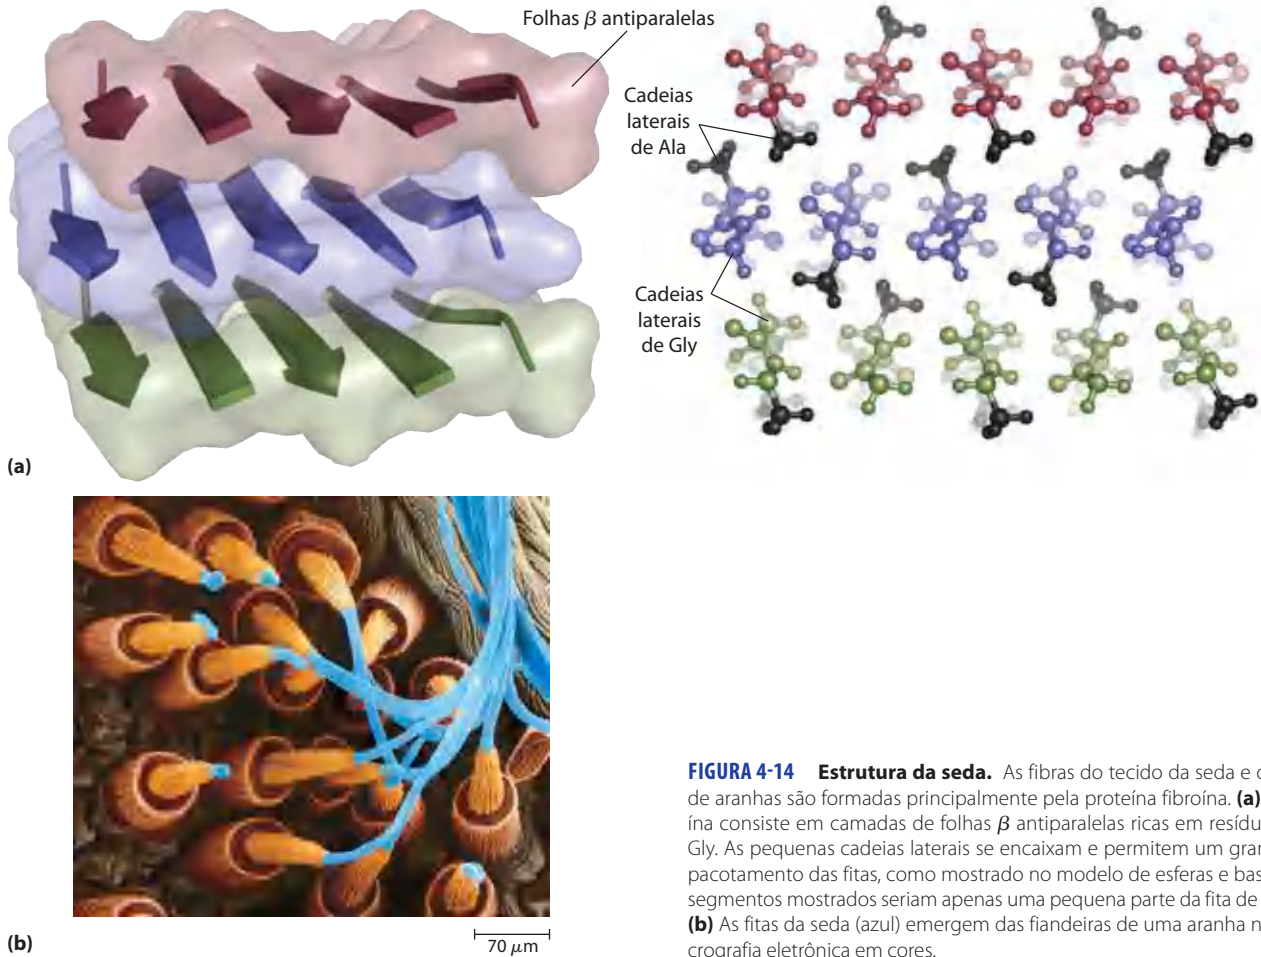 Folhas β antiparalelas
Cadeias
laterais
de Ala
Cadeias
laterais
de Gly
(a)
(b)
70 μm
FIGURA 4-14 Estrutura da seda. As fibras do tecido da seda e
de aranhas são formadas principalmente pela proteína fibroína. (a)
ína consiste em camadas de folhas β antiparalelas ricas em
Gly. As pequenas cadeias laterais se encaixam e permitem um
pacotamento das fitas, como mostrado no modelo de esferas e
segmentos mostrados seriam apenas uma pequena parte da fita de
(b) As fitas da seda (azul) emergem das fiandeiras de uma aranha
crografia eletrônica em cores.